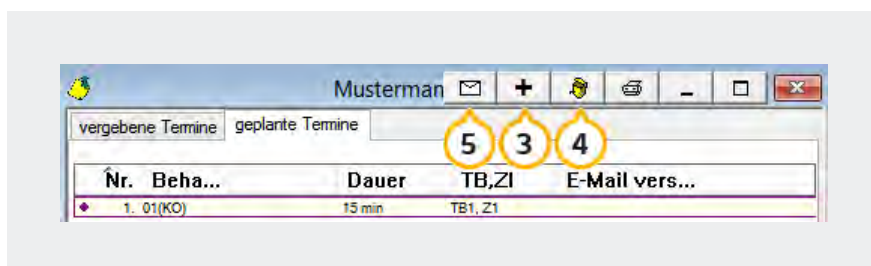 Musterman
vergebene Termine geplante Termine
5 3 4
Nr. Beha... Dauer TB,ZI E-Mail vers...
1. 01(KO) 15 min TB1, Z1